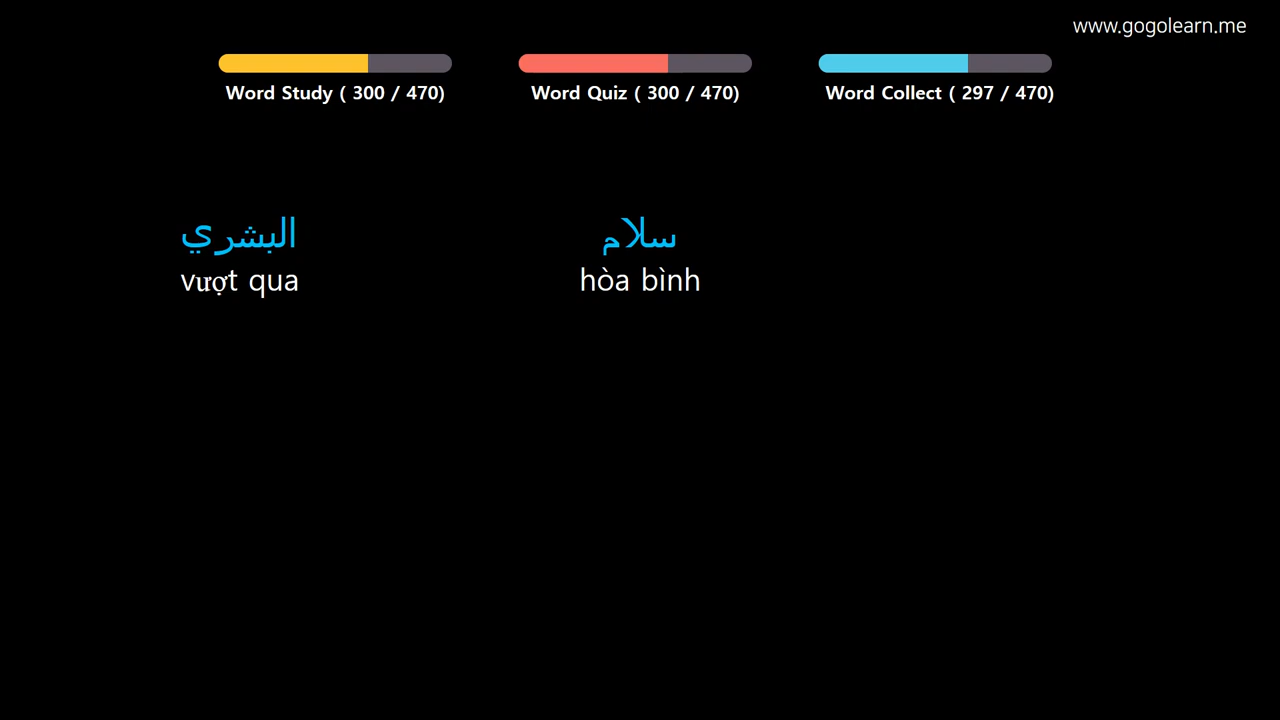 www.gogolearn.me
Word Study ( 300 / 470)
Word Quiz ( 300 / 470)
Word Collect ( 297 / 470)
البشري
vượt qua
سلام
hòa bình